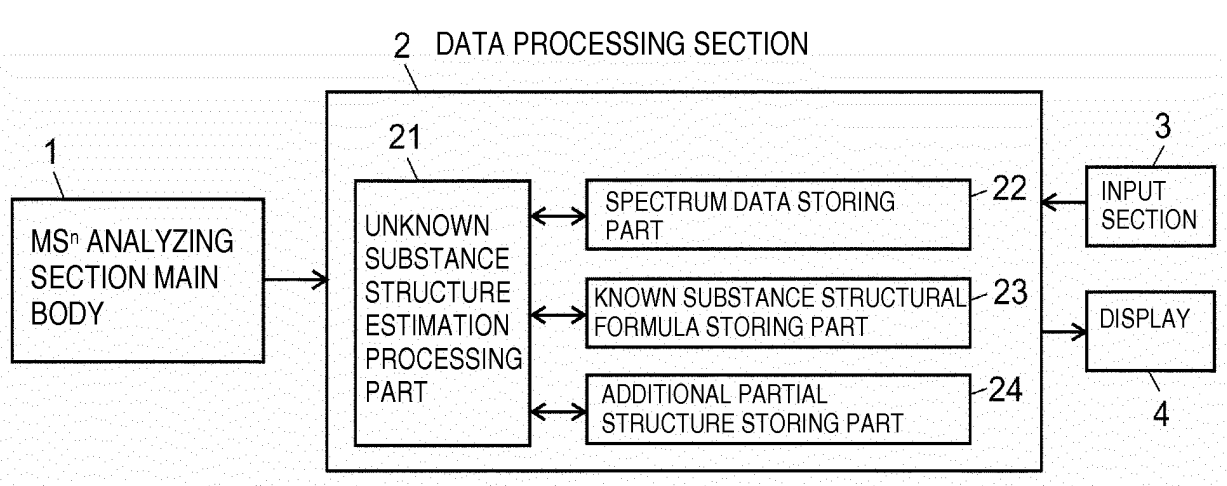 2 DATA PROCESSING SECTION
1
MSⁿ ANALYZING
SECTION MAIN
BODY
21
UNKNOWN
SUBSTANCE
STRUCTURE
ESTIMATION
PROCESSING
PART
SPECTRUM DATA STORING
PART
22
KNOWN SUBSTANCE STRUCTURAL
FORMULA STORING PART
23
ADDITIONAL PARTIAL
STRUCTURE STORING PART
24
3
INPUT
SECTION
DISPLAY
4